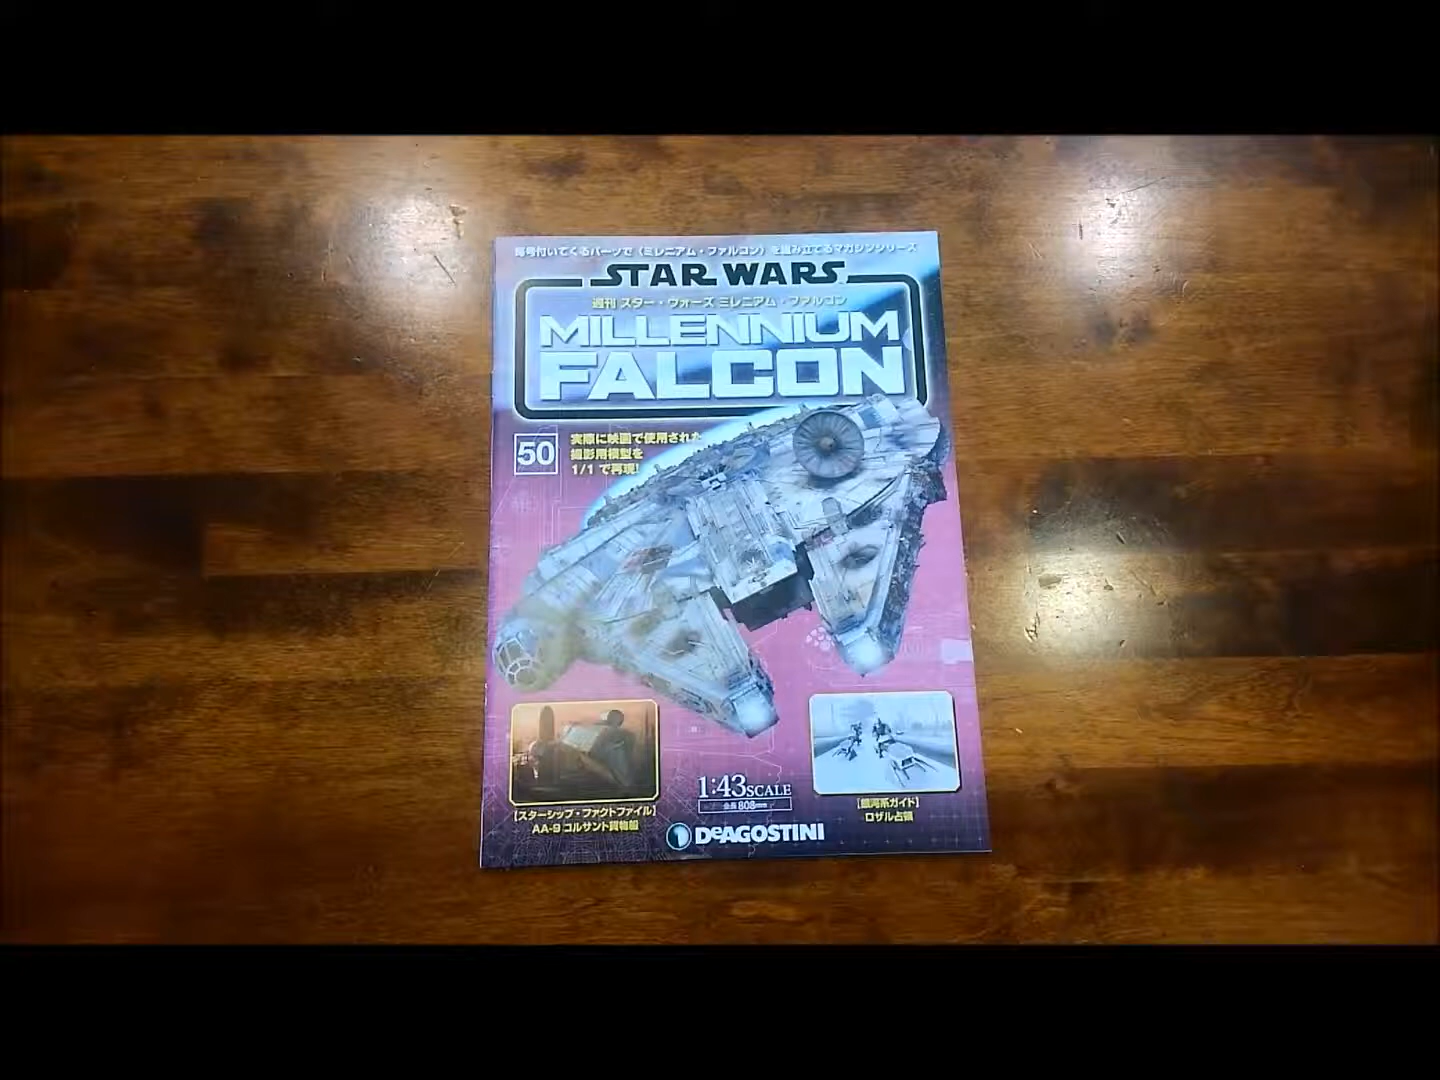 毎号付いてくるパーツで〈ミレニアム・ファルコン〉を組み立てるマガジンシリーズ
STAR WARS
週刊 スター・ウォーズ ミレニアム・ファルコン
MILLENNIUM
FALCON
50
実際に映画で使用された
撮影用模型を
1/1 で再現!
[スターシップ・ファクトファイル]
AA-9 コルサント貨物船
1:43 SCALE
全長 808mm
[銀河系ガイド]
ロザル占領
DeAGOSTINI